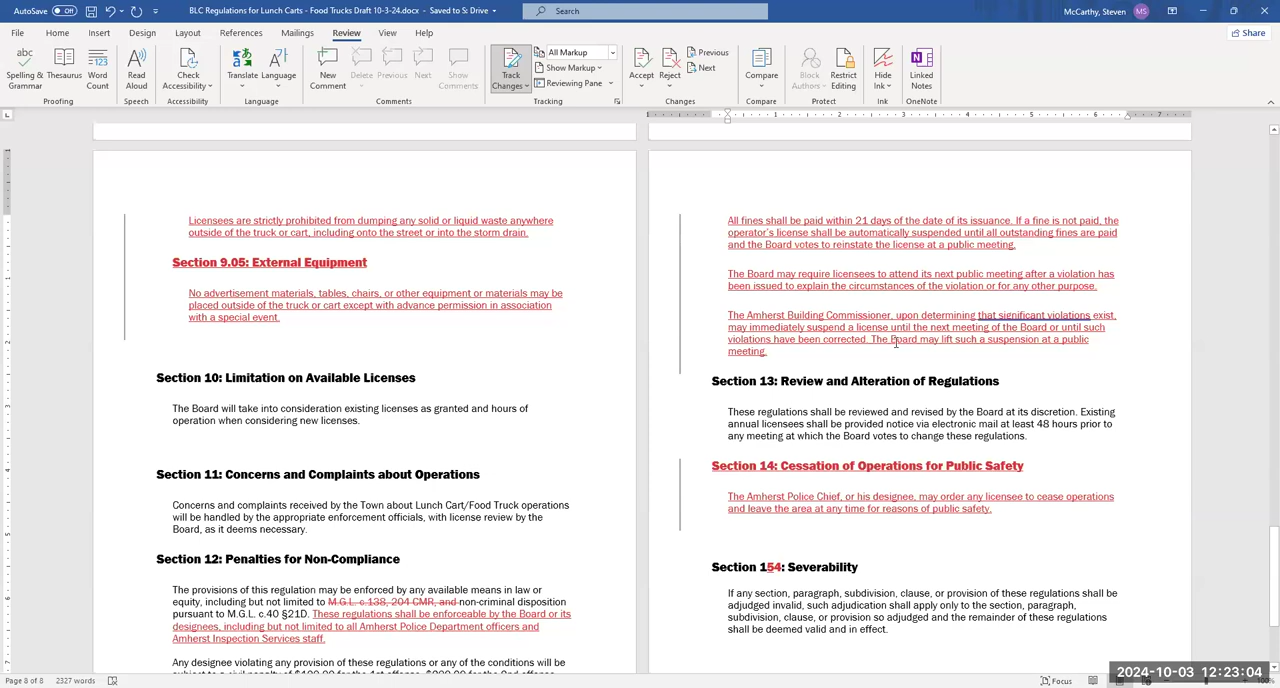 AutoSave Off BLC Regulations for Lunch Carts - Food Trucks Draft 10-3-24.docx - Saved to S: Drive Search McCarthy, Steven MS
File Home Insert Draw Design Layout References Mailings Review View Help Share
abc Spelling & Grammar Thesaurus Word Count Read Aloud Check Accessibility Translate Language New Comment Delete Previous Next Show Comments Track Changes All Markup Show Markup Reviewing Pane Accept Reject Previous Next Compare Block Authors Restrict Editing Hide Ink Linked Notes
Proofing Speech Accessibility Language Comments Tracking Changes Compare Protect Ink OneNote
Licensees are strictly prohibited from dumping any solid or liquid waste anywhere
outside of the truck or cart, including onto the street or into the storm drain.
Section 9.05: External Equipment
No advertisement materials, tables, chairs, or other equipment or materials may be
placed outside of the truck or cart except with advance permission in association
with a special event.
Section 10: Limitation on Available Licenses
The Board will take into consideration existing licenses as granted and hours of
operation when considering new licenses.
Section 11: Concerns and Complaints about Operations
Concerns and complaints received by the Town about Lunch Cart/Food Truck operations
will be handled by the appropriate enforcement officials, with license review by the
Board, as it deems necessary.
Section 12: Penalties for Non-Compliance
The provisions of this regulation may be enforced by any available means in law or
equity, including but not limited to M.G.L. c.138, 204 CMR, and non-criminal disposition
pursuant to M.G.L. c.40 §21D. These regulations shall be enforceable by the Board or its
designees, including but not limited to all Amherst Police Department officers and
Amherst Inspection Services staff.
Any designee violating any provision of these regulations or any of the conditions will be
All fines shall be paid within 21 days of the date of its issuance. If a fine is not paid, the
operator's license shall be automatically suspended until all outstanding fines are paid
and the Board votes to reinstate the license at a public meeting.
The Board may require licensees to attend its next public meeting after a violation has
been issued to explain the circumstances of the violation or for any other purpose.
The Amherst Building Commissioner, upon determining that significant violations exist,
may immediately suspend a license until the next meeting of the Board or until such
violations have been corrected. The Board may lift such a suspension at a public
meeting.
Section 13: Review and Alteration of Regulations
These regulations shall be reviewed and revised by the Board at its discretion. Existing
annual licensees shall be provided notice via electronic mail at least 48 hours prior to
any meeting at which the Board votes to change these regulations.
Section 14: Cessation of Operations for Public Safety
The Amherst Police Chief, or his designee, may order any licensee to cease operations
and leave the area at any time for reasons of public safety.
Section 154: Severability
If any section, paragraph, subdivision, clause, or provision of these regulations shall be
adjudged invalid, such adjudication shall apply only to the section, paragraph,
subdivision, clause, or provision so adjudged and the remainder of these regulations
shall be deemed valid and in effect.
Page 8 of 8 2327 words Focus
2024-10-03 12:23:04